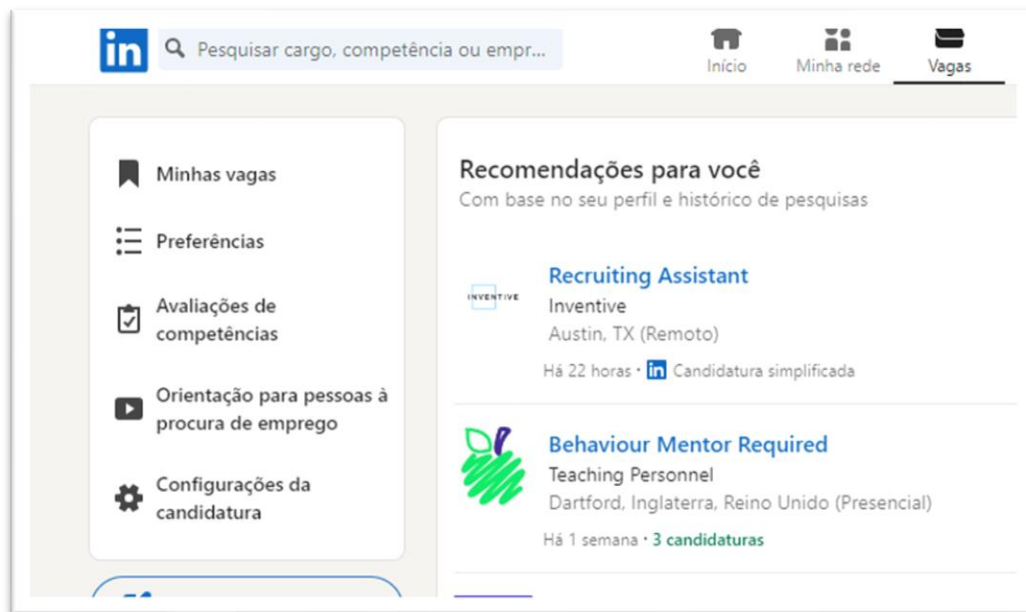 in
Pesquisar cargo, competência ou empr...
Início
Minha rede
Vagas
Minhas vagas
Preferências
Avaliações de
competências
Orientação para pessoas à
procura de emprego
Configurações da
candidatura
Recomendações para você
Com base no seu perfil e histórico de pesquisas
INVENTIVE
Recruiting Assistant
Inventive
Austin, TX (Remoto)
Há 22 horas · in Candidatura simplificada
Behaviour Mentor Required
Teaching Personnel
Dartford, Inglaterra, Reino Unido (Presencial)
Há 1 semana · 3 candidaturas